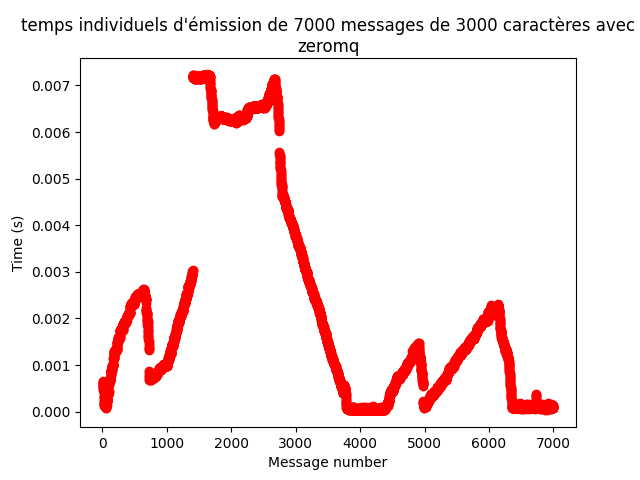 temps individuels d'émission de 7000 messages de 3000 caractères avec
zeromq
0.007
0.006
0.005
0.004
0.003
0.002
0.001
0.000
Time (s)
0 1000 2000 3000 4000 5000 6000 7000
Message number